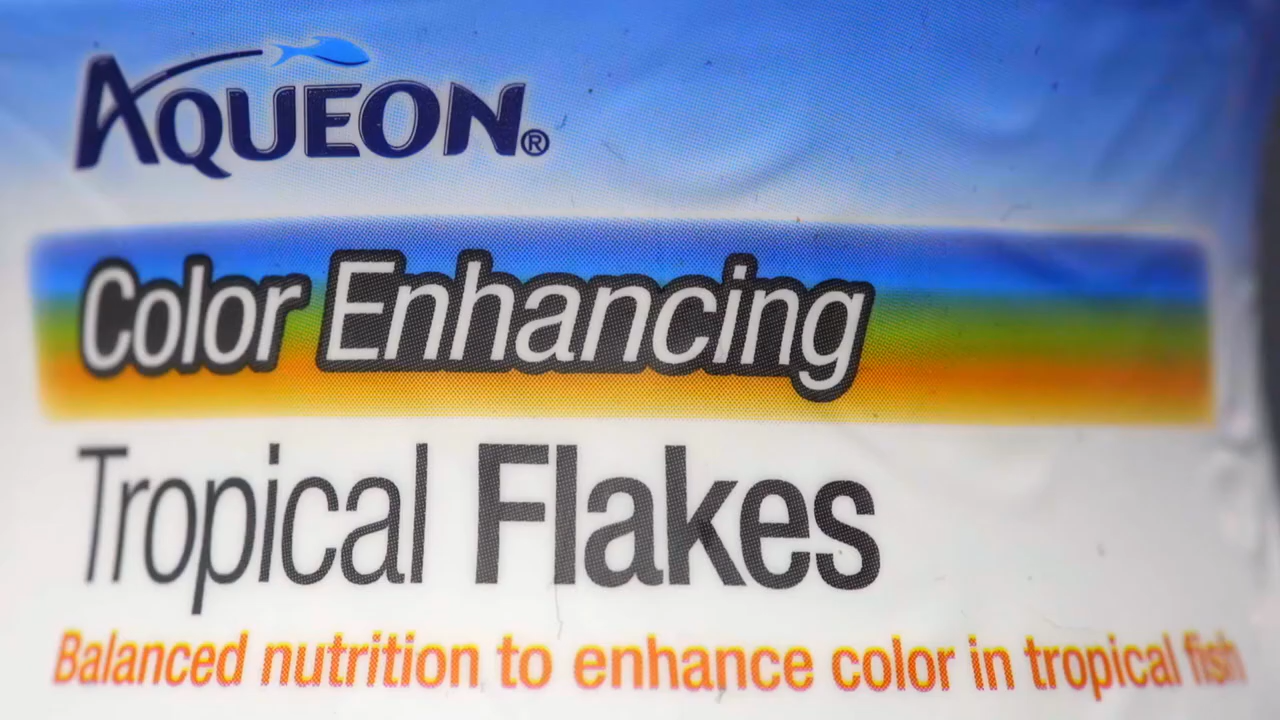 AQUEON®
Color Enhancing
Tropical Flakes
Balanced nutrition to enhance color in tropical fish